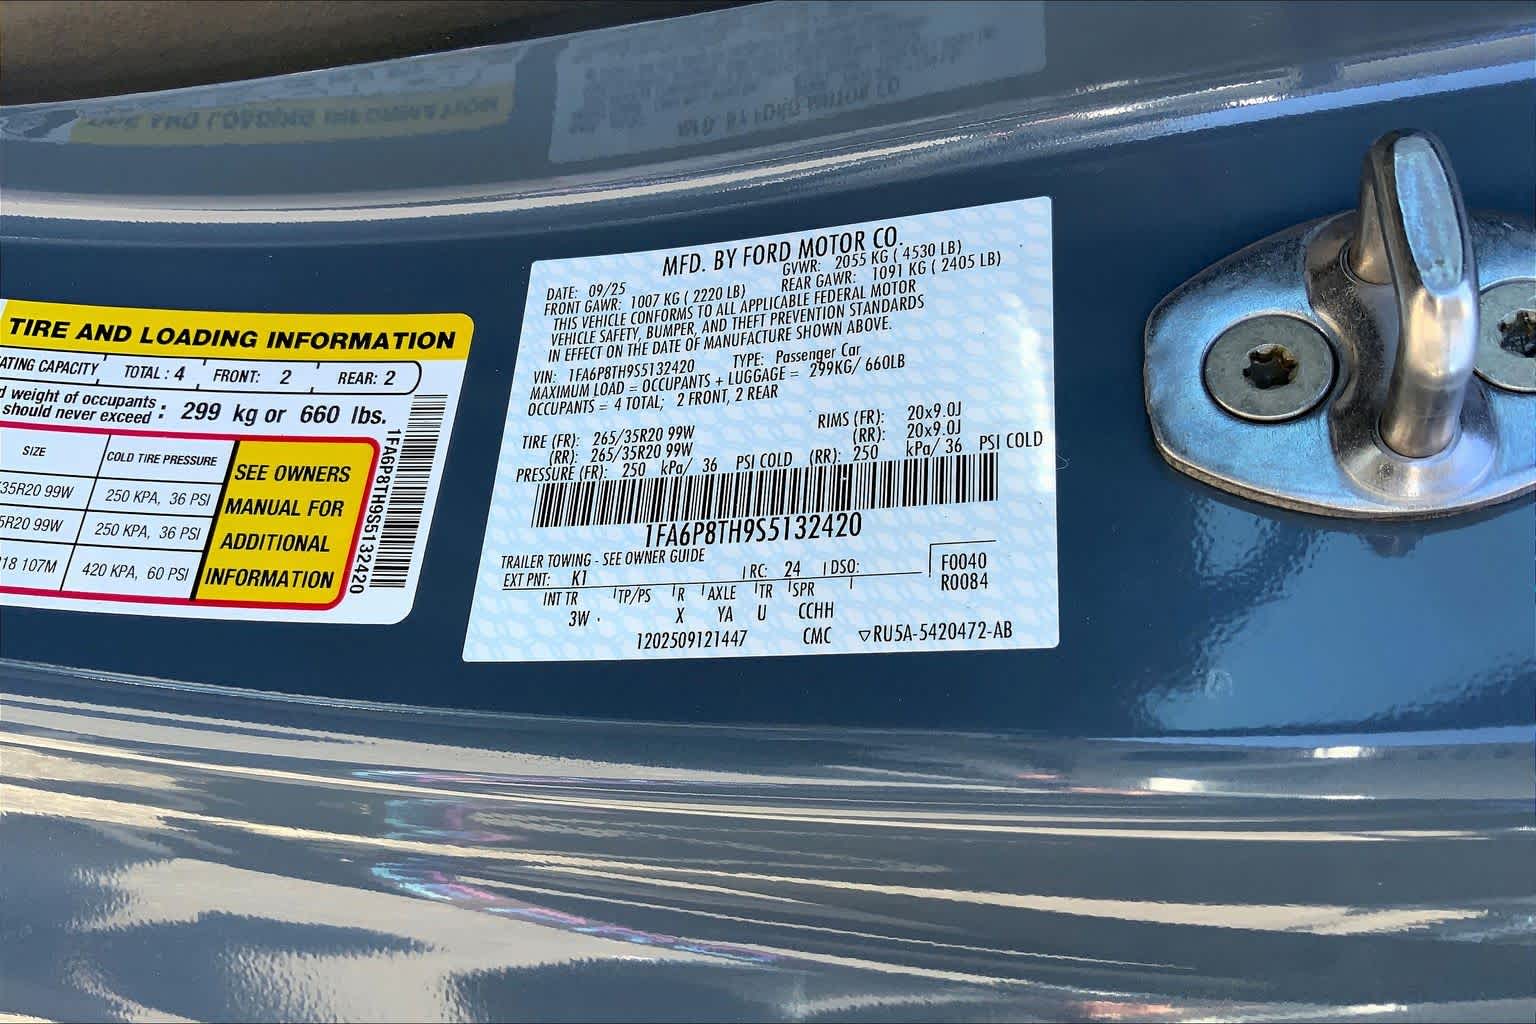 TIRE AND LOADING INFORMATION
ATING CAPACITY TOTAL : 4 FRONT: 2 REAR: 2
d weight of occupants
should never exceed : 299 kg or 660 lbs.
SIZE COLD TIRE PRESSURE
35R20 99W 250 KPA, 36 PSI
5R20 99W 250 KPA, 36 PSI
18 107M 420 KPA, 60 PSI
SEE OWNERS
MANUAL FOR
ADDITIONAL
INFORMATION
1FA6P8TH9S5132420
MFD. BY FORD MOTOR CO.
DATE: 09/25 GVWR: 2055 KG ( 4530 LB)
FRONT GAWR: 1007 KG ( 2220 LB) REAR GAWR: 1091 KG ( 2405 LB)
THIS VEHICLE CONFORMS TO ALL APPLICABLE FEDERAL MOTOR
VEHICLE SAFETY, BUMPER, AND THEFT PREVENTION STANDARDS
IN EFFECT ON THE DATE OF MANUFACTURE SHOWN ABOVE.
VIN: 1FA6P8TH9S5132420 TYPE: Passenger Car
MAXIMUM LOAD = OCCUPANTS + LUGGAGE = 299KG/ 660LB
OCCUPANTS = 4 TOTAL; 2 FRONT, 2 REAR
TIRE (FR): 265/35R20 99W RIMS (FR): 20x9.0J
(RR): 265/35R20 99W (RR): 20x9.0J
PRESSURE (FR): 250 kPa/ 36 PSI COLD (RR): 250 kPa/ 36 PSI COLD
1FA6P8TH9S5132420
TRAILER TOWING - SEE OWNER GUIDE F0040
EXT PNT: K1 RC: 24 DSO: R0084
INT TR TP/PS R AXLE TR SPR
3W X YA U CCHH
1202509121447 CMC ▽RU5A-5420472-AB